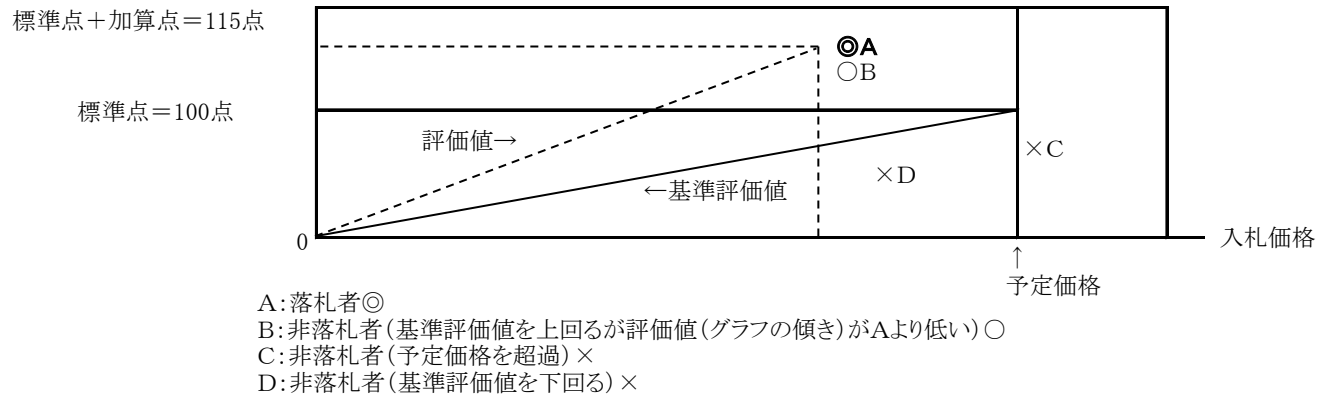 標準点＋加算点＝115点
◎A
○B
標準点＝100点
評価値→
×C
×D
←基準評価値
0
入札価格
↑
予定価格
A：落札者◎
B：非落札者（基準評価値を上回るが評価値（グラフの傾き）がAより低い）○
C：非落札者（予定価格を超過）×
D：非落札者（基準評価値を下回る）×